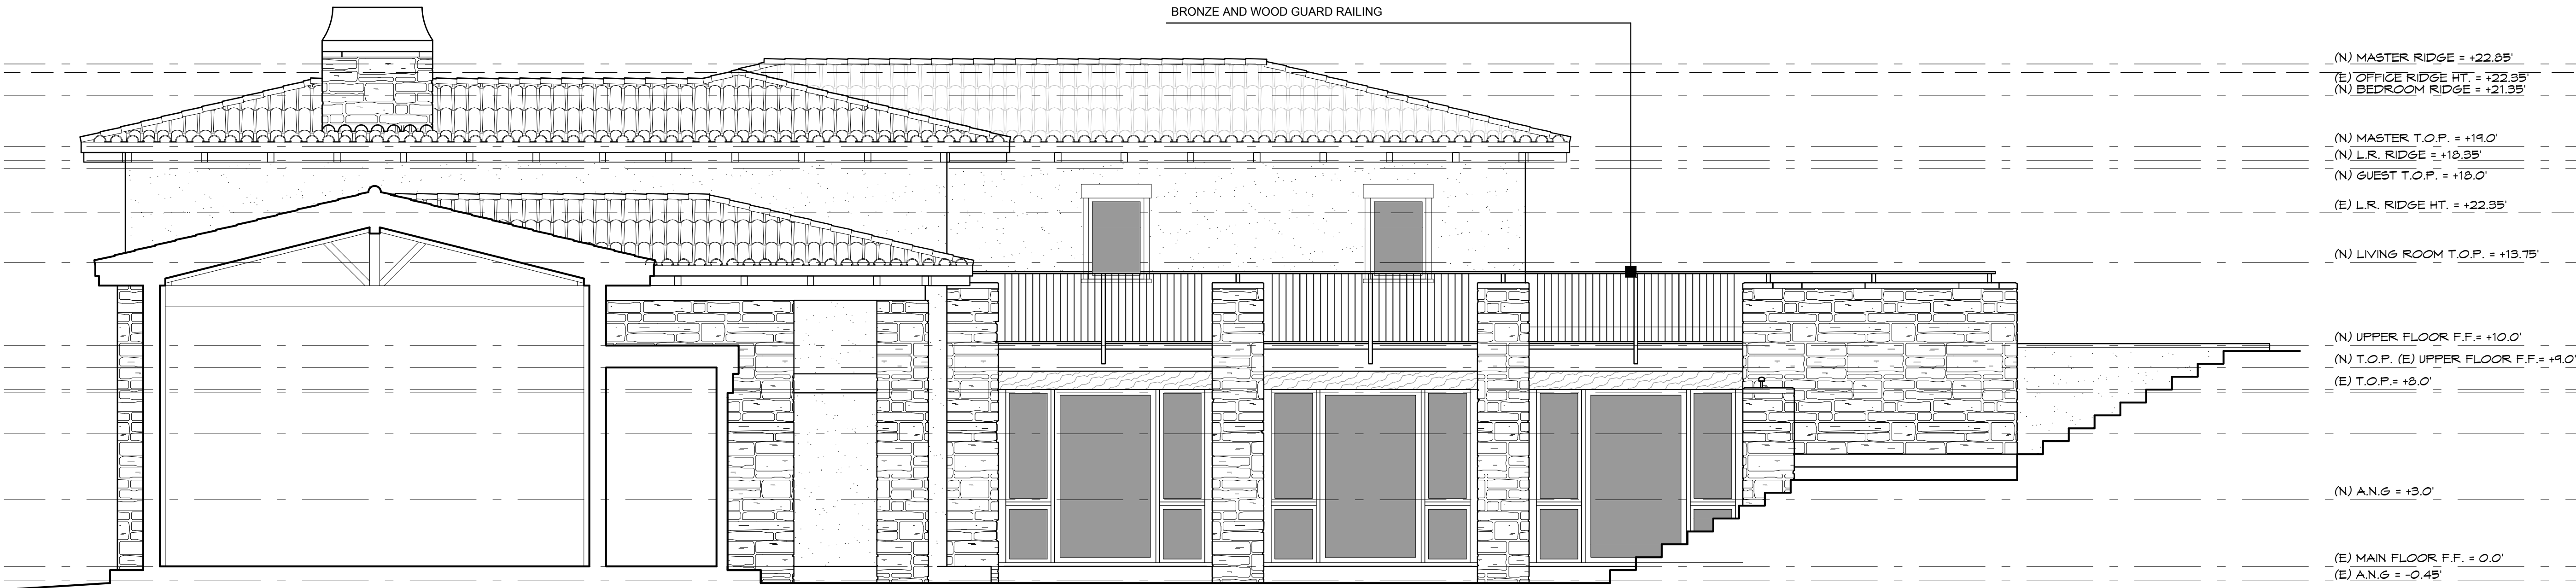 BRONZE AND WOOD GUARD RAILING
(N) MASTER RIDGE = +22.85'
(E) OFFICE RIDGE HT. = +22.35'
(N) BEDROOM RIDGE = +21.35'
(N) MASTER T.O.P. = +19.0'
(N) L.R. RIDGE = +18.35'
(N) GUEST T.O.P. = +18.0'
(E) L.R. RIDGE HT. = +22.35'
(N) LIVING ROOM T.O.P. = +13.75'
(N) UPPER FLOOR F.F.= +10.0'
(N) T.O.P. (E) UPPER FLOOR F.F.= +9.0'
(E) T.O.P.= +8.0'
(N) A.N.G = +3.0'
(E) MAIN FLOOR F.F. = 0.0'
(E) A.N.G = -0.45'